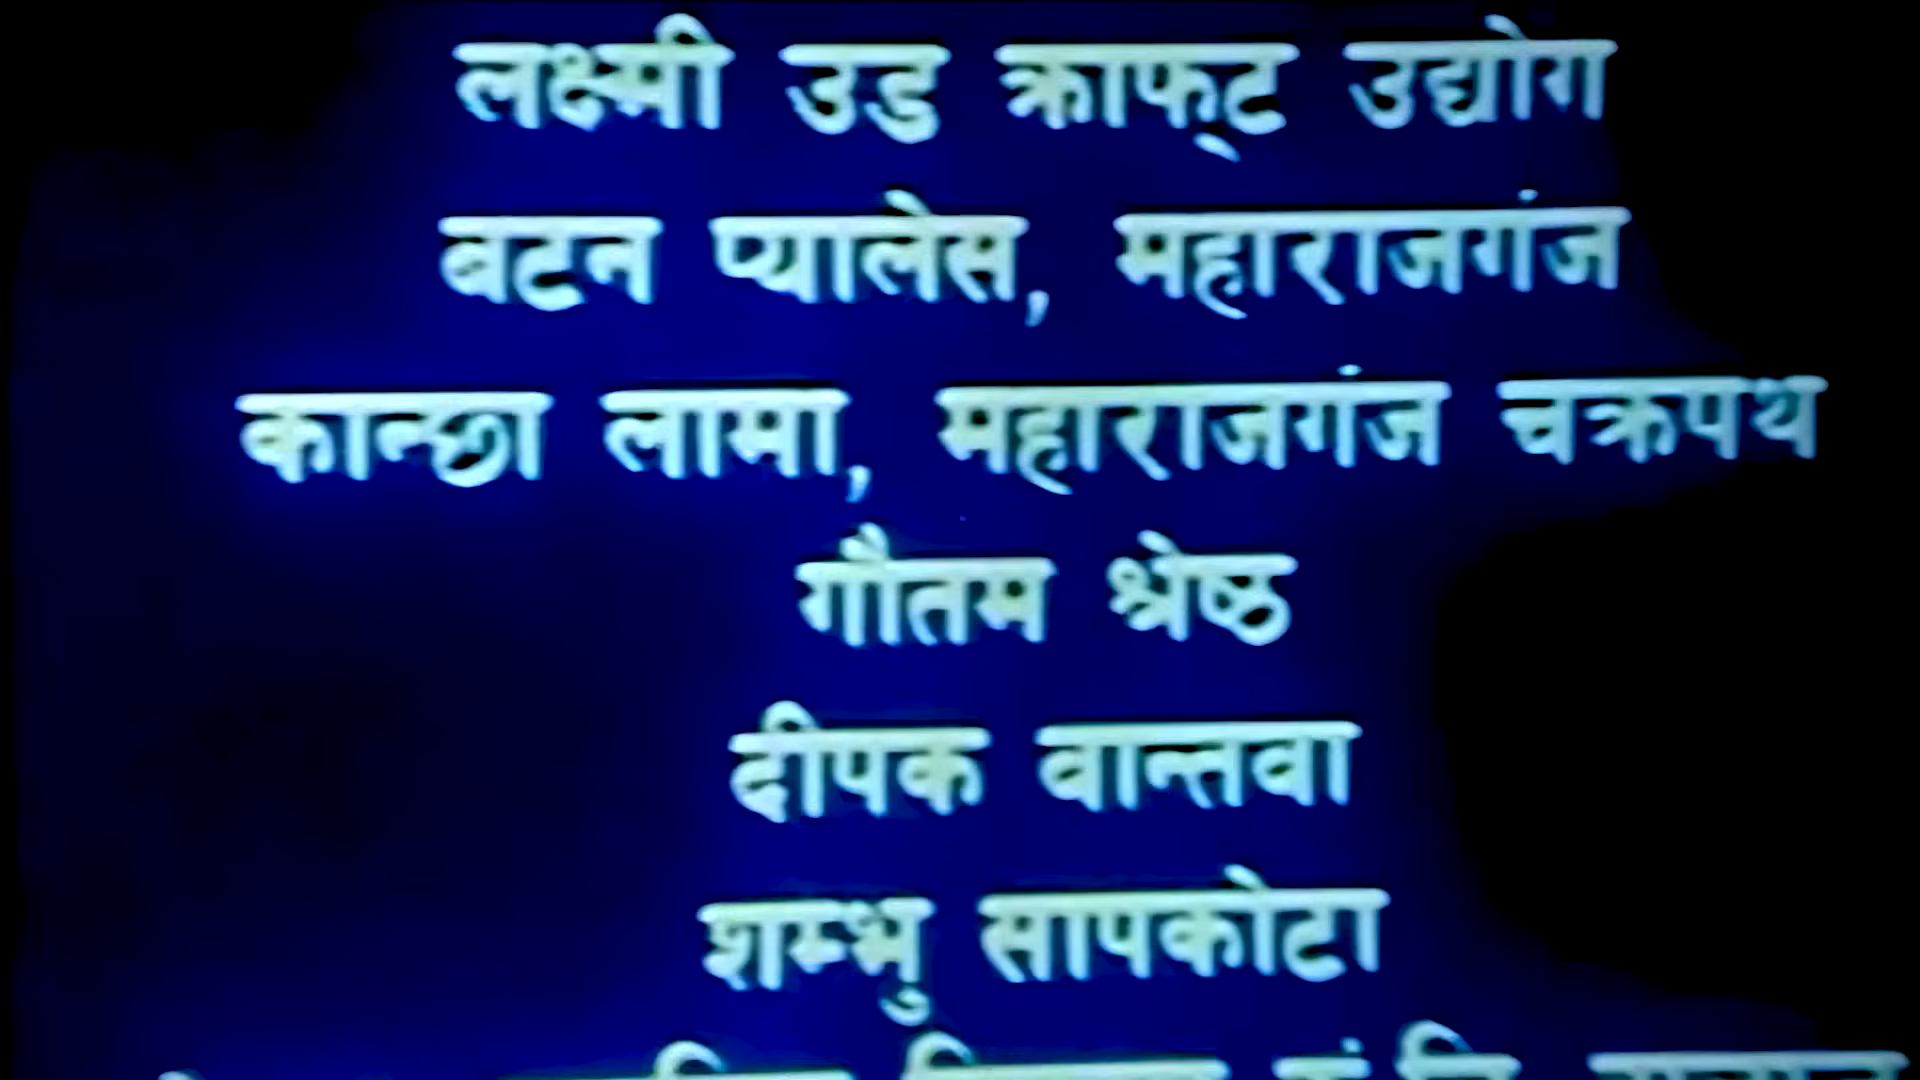 लक्ष्मी उड क्राफ्ट उद्योग
बटन प्यालेस, महाराजगंज
कान्छा लामा, महाराजगंज चक्रपथ
गौतम श्रेष्ठ
दीपक वान्तवा
शम्भु सापकोटा